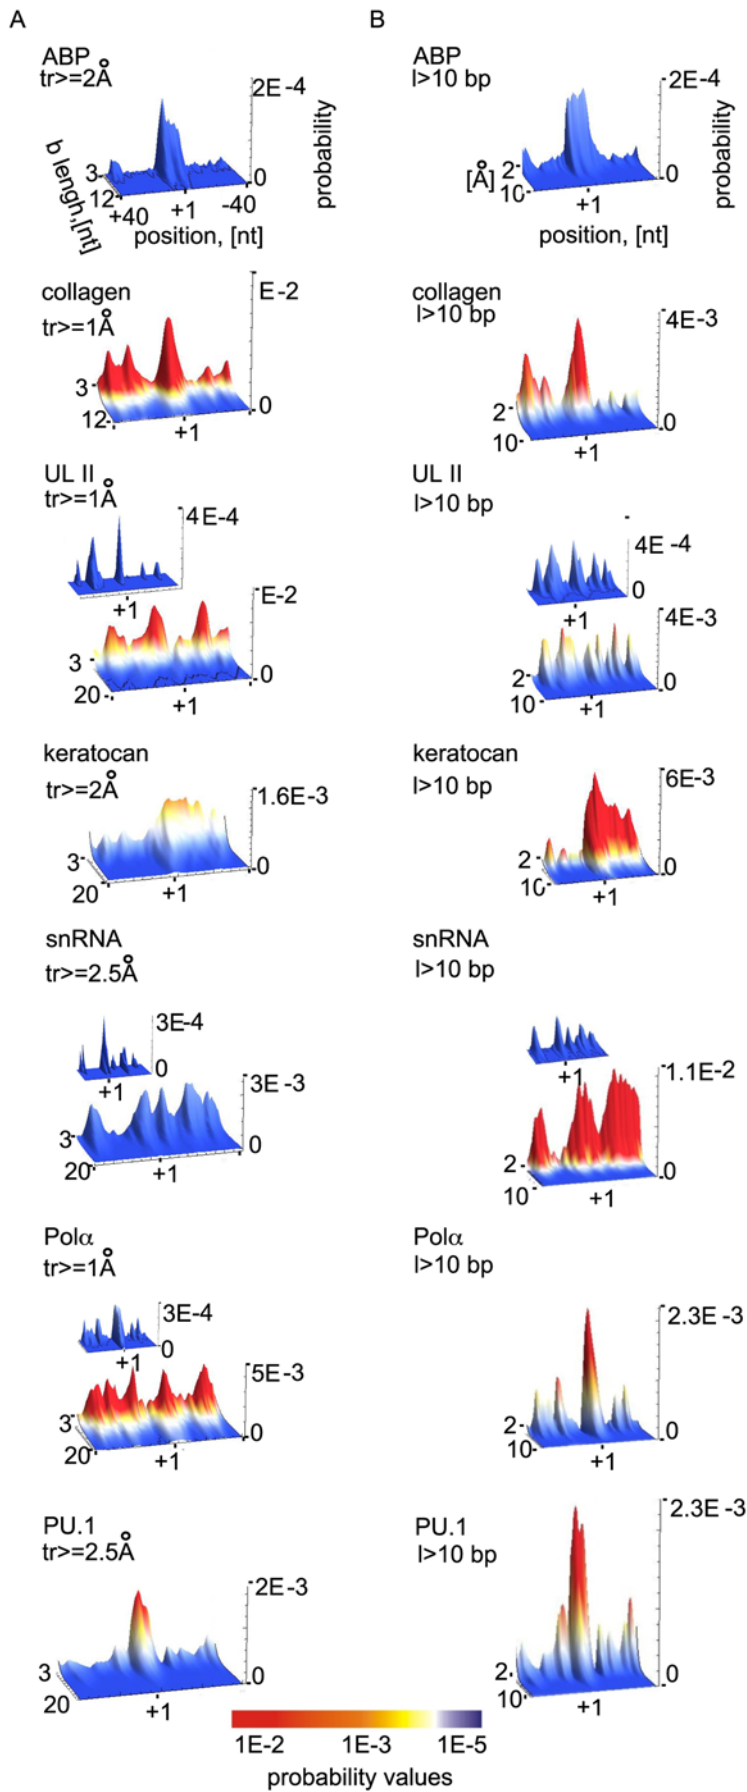 A
B
ABP
tr>=2Å
2E-4
probability
0
b lengh,[nt]
3
12
+40
+1
-40
position, [nt]
ABP
l>10 bp
2E-4
probability
0
[Å]
2
10
+1
position, [nt]
collagen
tr>=1Å
E-2
3
12
0
+1
collagen
l>10 bp
4E-3
2
10
0
+1
UL II
tr>=1Å
4E-4
+1
E-2
3
20
0
+1
UL II
l>10 bp
4E -4
0
+1
4E-3
2
10
0
+1
keratocan
tr>=2Å
1.6E-3
3
20
0
+1
keratocan
l>10 bp
6E-3
2
10
0
+1
snRNA
tr>=2.5Å
3E-4
0
+1
3E-3
3
20
0
+1
snRNA
l>10 bp
+1
1.1E-2
2
10
0
+1
Polα
tr>=1Å
3E-4
0
+1
5E-3
3
20
0
+1
Polα
l>10 bp
2.3E-3
2
10
0
+1
PU.1
tr>=2.5Å
2E-3
3
20
0
+1
PU.1
l>10 bp
2.3E -3
2
10
0
+1
1E-2 1E-3 1E-5
probability values